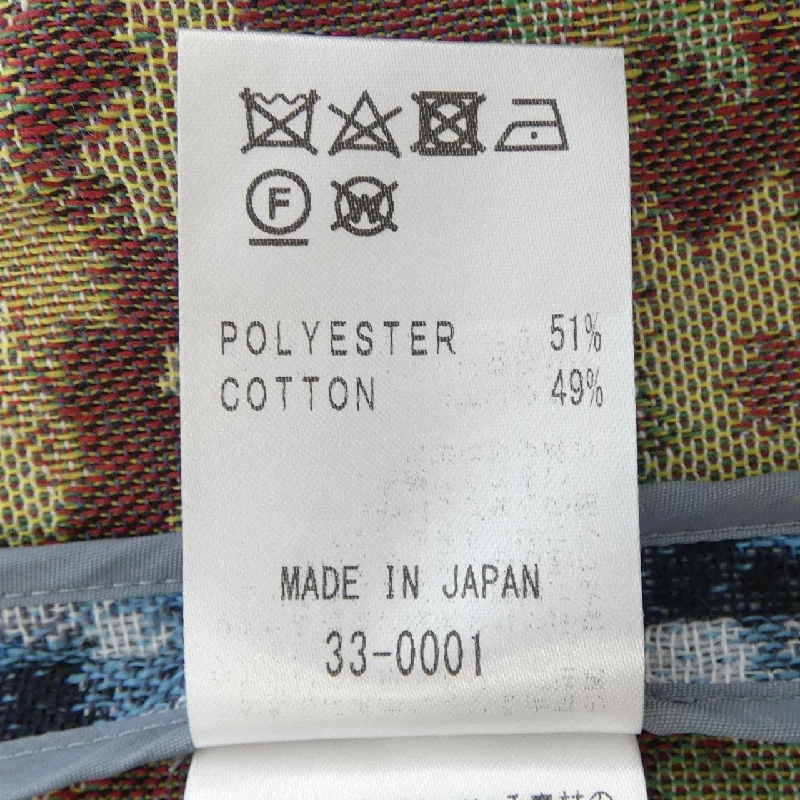 F W
POLYESTER 51%
COTTON 49%
MADE IN JAPAN
33-0001